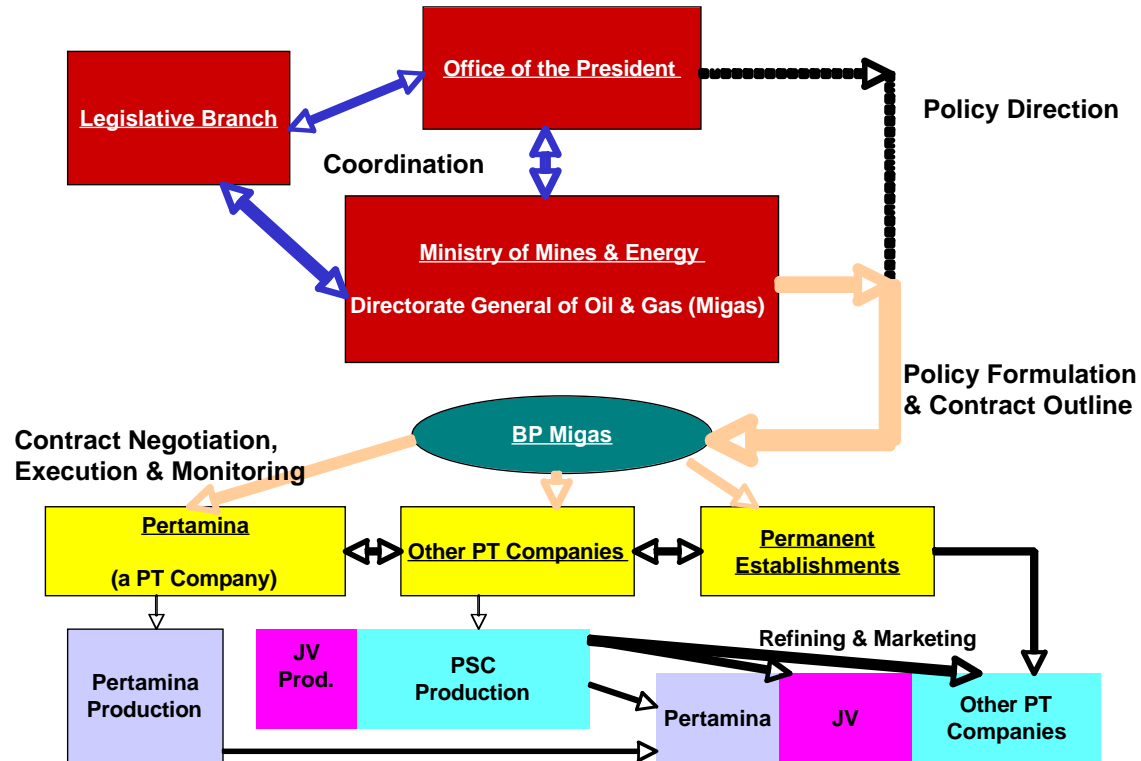 Office of the President
Legislative Branch
Policy Direction
Coordination
Ministry of Mines & Energy
Directorate General of Oil & Gas (Migas)
Policy Formulation
& Contract Outline
BP Migas
Contract Negotiation,
Execution & Monitoring
Pertamina
(a PT Company)
Other PT Companies
Permanent
Establishments
Refining & Marketing
Pertamina
Production
JV
Prod.
PSC
Production
Pertamina
JV
Other PT
Companies